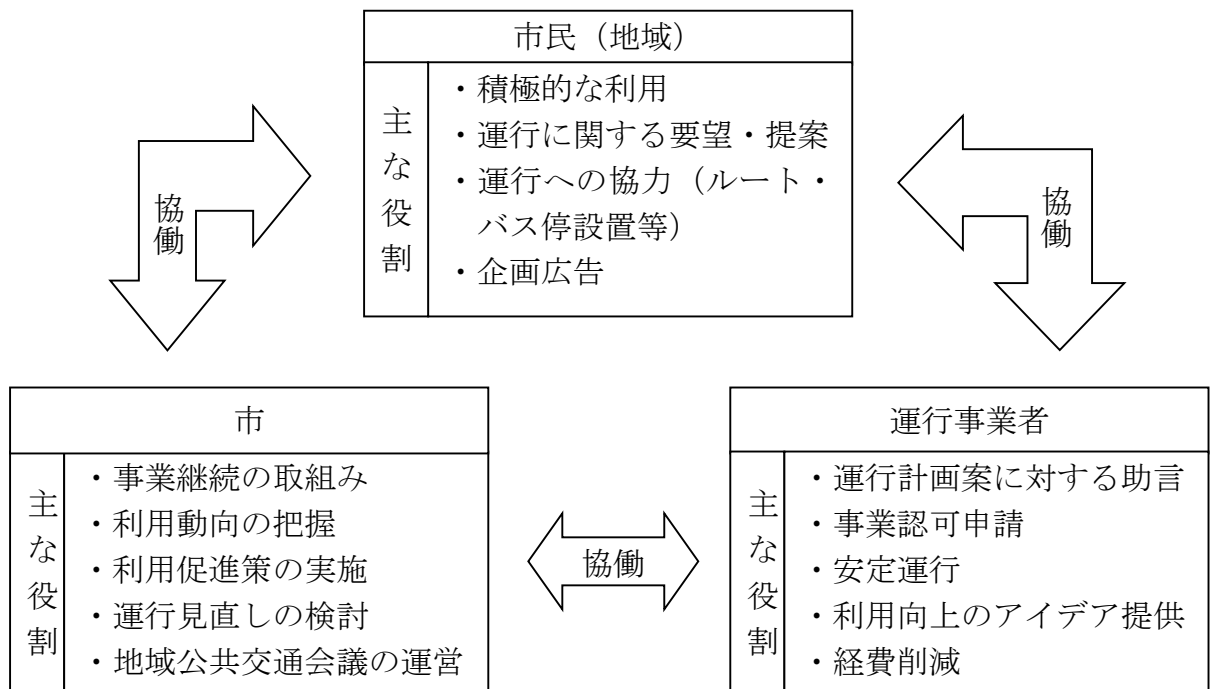 市民（地域）
主な役割
・積極的な利用
・運行に関する要望・提案
・運行への協力（ルート・
バス停設置等）
・企画広告
協働
協働
市
主な役割
・事業継続の取組み
・利用動向の把握
・利用促進策の実施
・運行見直しの検討
・地域公共交通会議の運営
協働
運行事業者
主な役割
・運行計画案に対する助言
・事業認可申請
・安定運行
・利用向上のアイデア提供
・経費削減